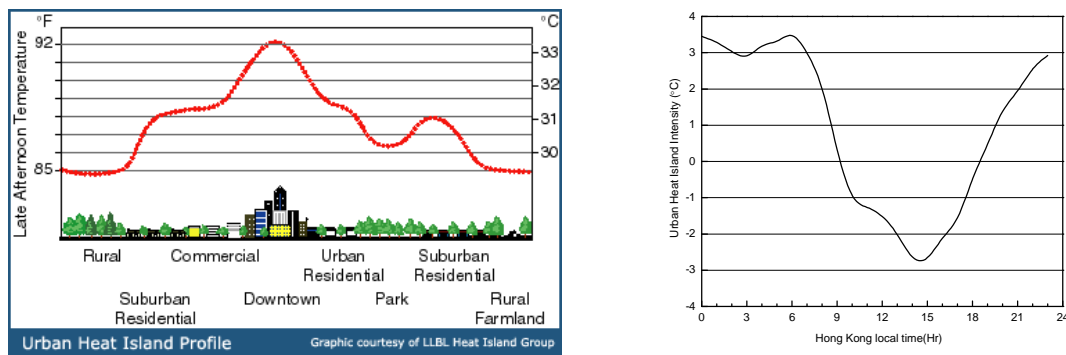 °F
°C
92
85
33
32
31
30
Late Afternoon Temperature
Rural
Commercial
Urban
Residential
Suburban
Residential
Suburban
Residential
Downtown
Park
Rural
Farmland
Urban Heat Island Profile
Graphic courtesy of LLBL Heat Island Group
4
3
2
1
0
-1
-2
-3
-4
Urban Heat Island Intensity (°C)
0
3
6
9
12
15
18
21
24
Hong Kong local time(Hr)